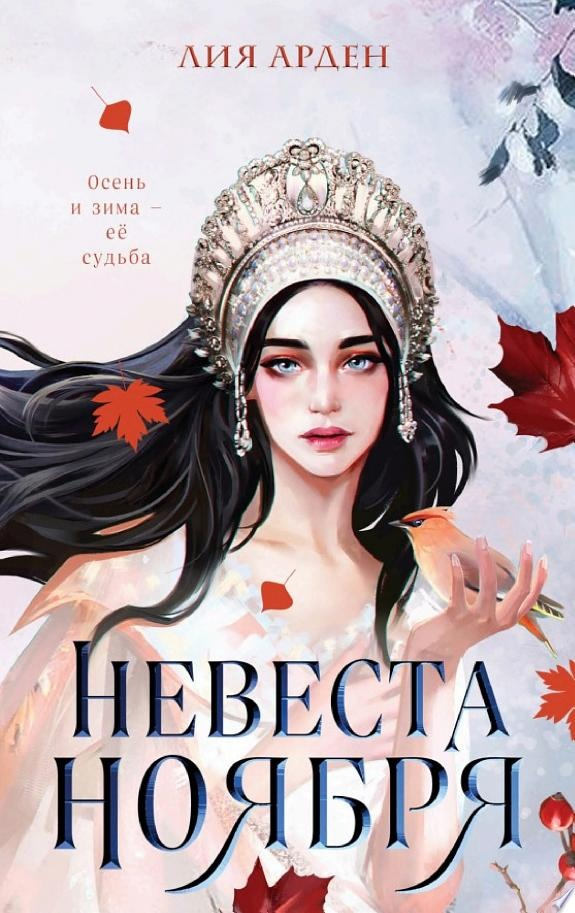 ЛИЯ АРДЕН
Осень
и зима –
её
судьба
НЕВЕСТА
НОЯБРЯ